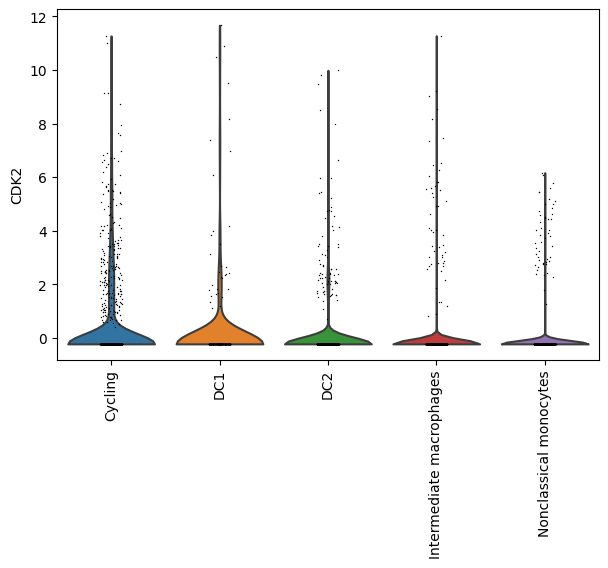 12
10
8
6
4
2
0
CDK2
Cycling
DC1
DC2
Intermediate macrophages
Nonclassical monocytes